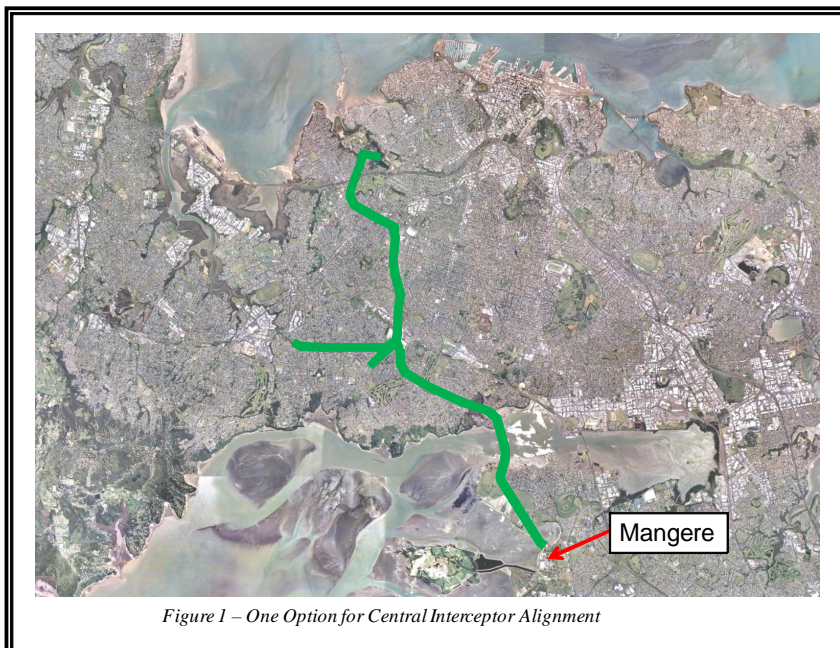 Mangere
Figure 1 – One Option for Central Interceptor Alignment